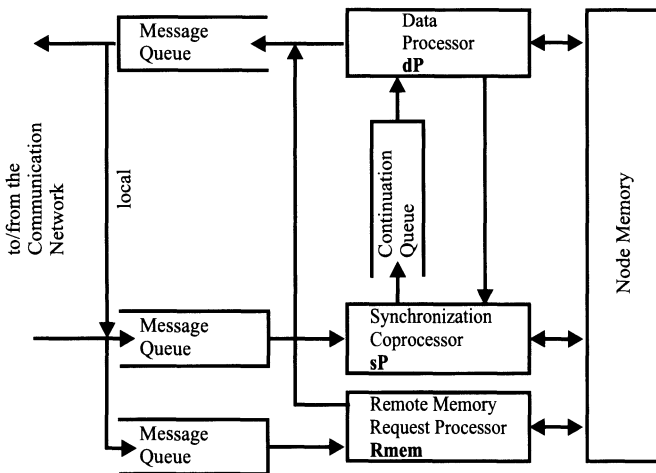 Message
Queue
Data
Processor
dP
to/from the
Communication
Network
local
Continuation
Queue
Node Memory
Message
Queue
Synchronization
Coprocessor
sP
Message
Queue
Remote Memory
Request Processor
Rmem